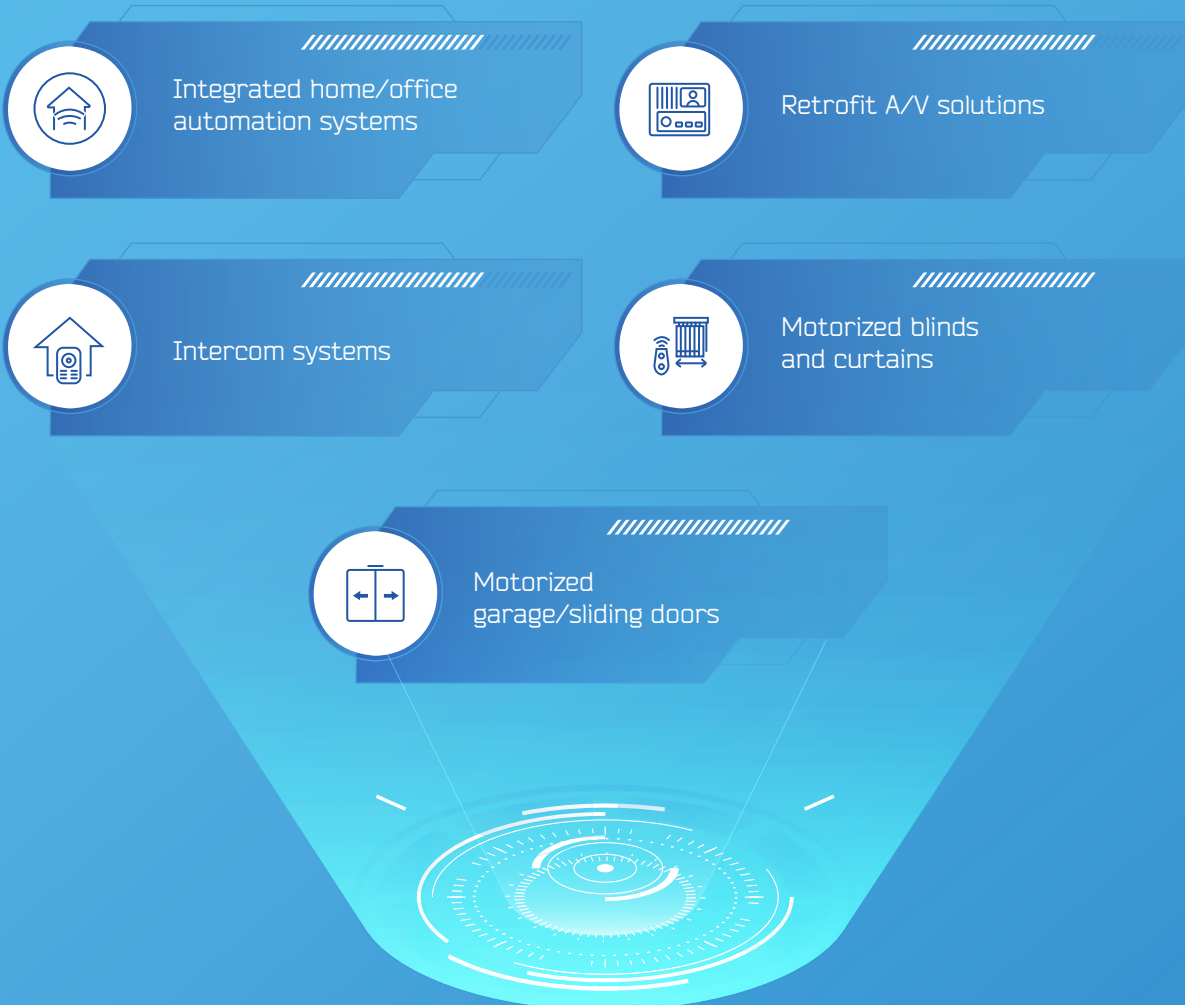 Integrated home/office
automation systems
Retrofit A/V solutions
Intercom systems
Motorized blinds
and curtains
Motorized
garage/sliding doors